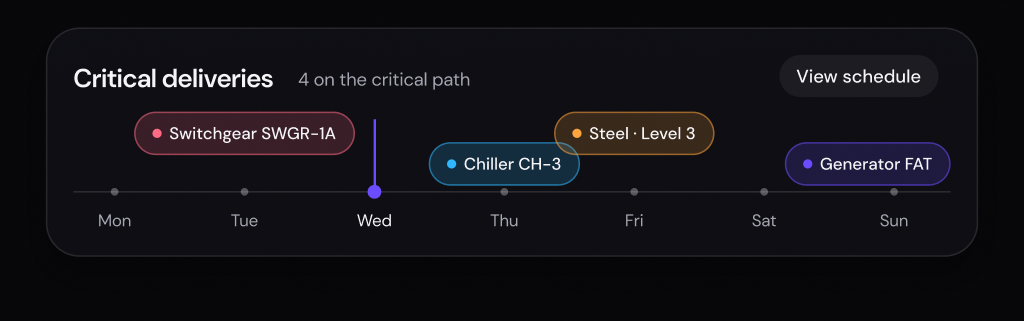 Critical deliveries 4 on the critical path View schedule
Switchgear SWGR-1A
Steel · Level 3
Chiller CH-3
Generator FAT
Mon Tue Wed Thu Fri Sat Sun